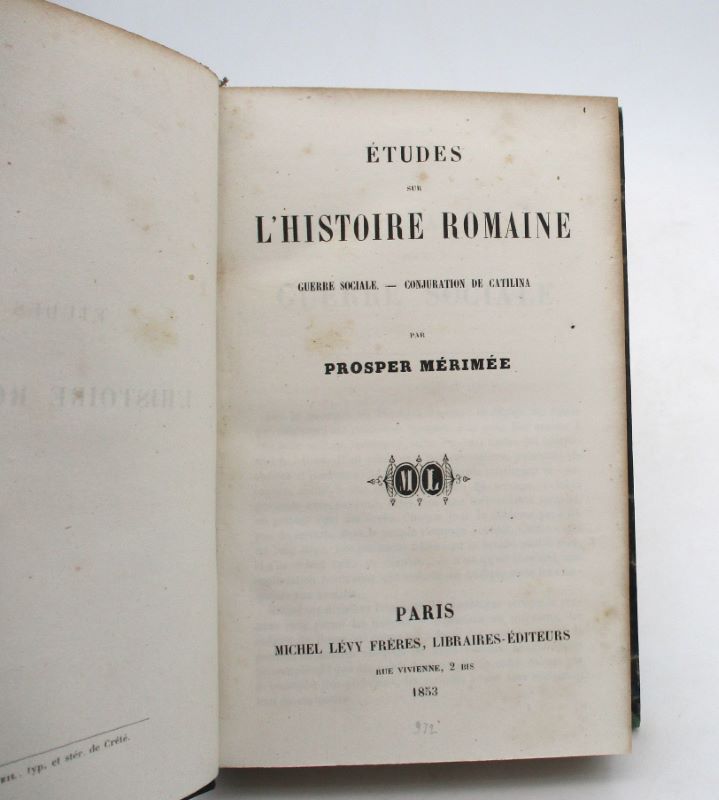 ÉTUDES
SUR
L'HISTOIRE ROMAINE
GUERRE SOCIALE. — CONJURATION DE CATILINA
PAR
PROSPER MÉRIMÉE
ML
PARIS
MICHEL LÉVY FRÈRES, LIBRAIRES-ÉDITEURS
RUE VIVIENNE, 2 BIS
1853
972
typ. et stér. de Crété.